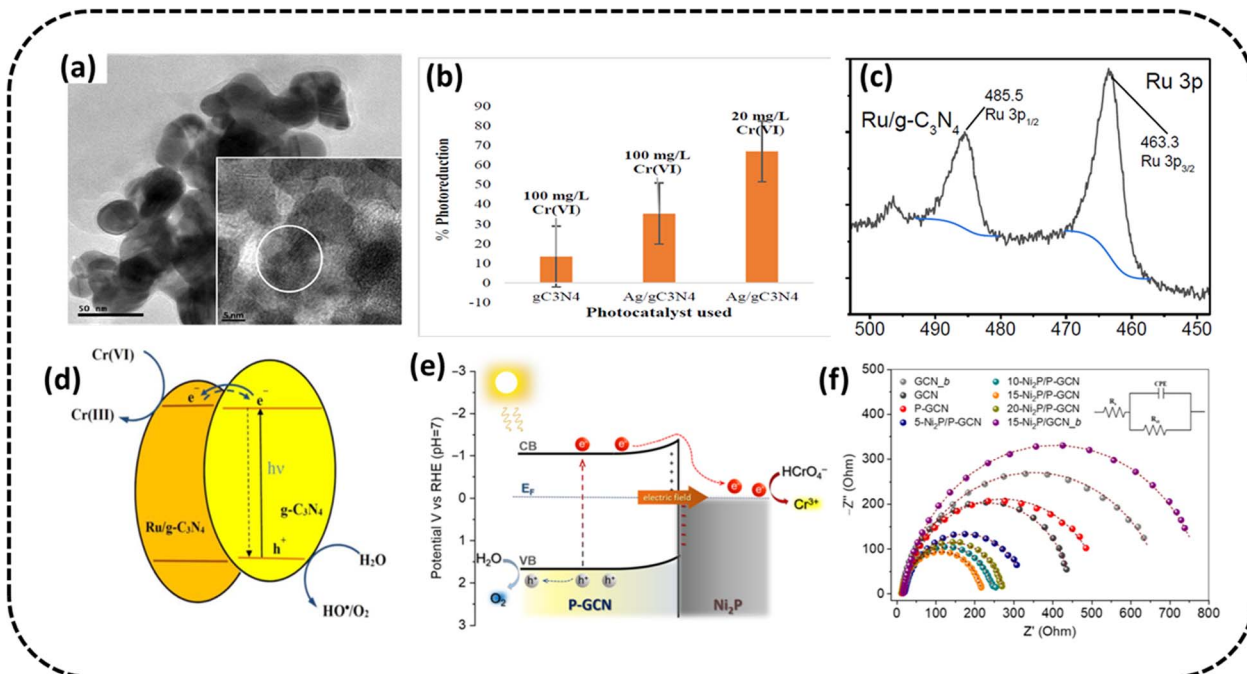 (a)
50 nm
5 nm
(b)
% Photoreduction
90
80
70
60
50
40
30
20
10
0
-10
100 mg/L
Cr(VI)
100 mg/L
Cr(VI)
20 mg/L
Cr(VI)
gC3N4
Ag/gC3N4
Ag/gC3N4
Photocatalyst used
(c)
Ru 3p
Ru/g-C₃N₄
485.5
Ru 3p₁/₂
463.3
Ru 3p₃/₂
500 490 480 470 460 450
(d)
Cr(VI)
Cr(III)
e⁻
e⁻
hν
Ru/g-C₃N₄
g-C₃N₄
h⁺
H₂O
HO•/O₂
(e)
Potential V vs RHE (pH=7)
−3
−2
−1
0
1
2
3
CB
E_F
VB
e⁻
e⁻
e⁻
e⁻
electric field
HCrO₄⁻
Cr³⁺
H₂O
O₂
h⁺
h⁺
h⁺
P-GCN
Ni₂P
(f)
-Z'' (Ohm)
-500
400
300
200
100
0
GCN_b
GCN
P-GCN
5-Ni₂P/P-GCN
10-Ni₂P/P-GCN
15-Ni₂P/P-GCN
20-Ni₂P/P-GCN
15-Ni₂P/GCN_b
CPE
0 100 200 300 400 500 600 700 800
Z' (Ohm)